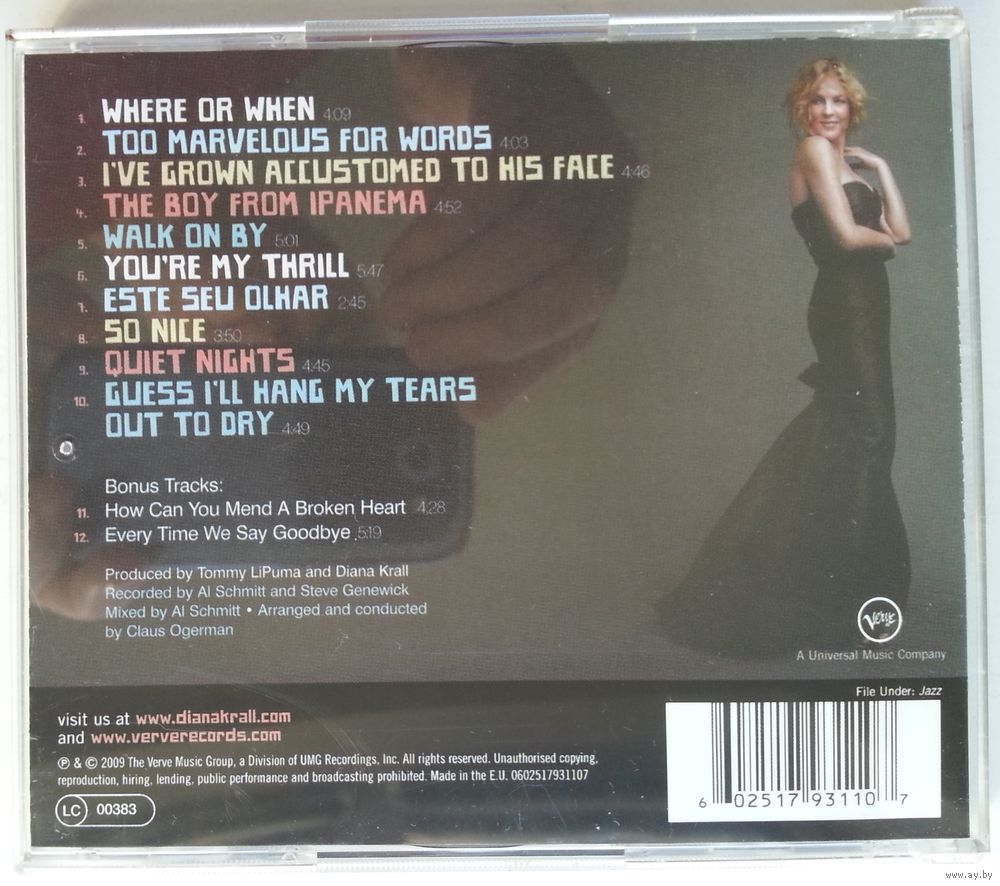 1. WHERE OR WHEN 4:09
2. TOO MARVELOUS FOR WORDS 4:03
3. I'VE GROWN ACCUSTOMED TO HIS FACE 4:46
4. THE BOY FROM IPANEMA 4:52
5. WALK ON BY 5:01
6. YOU'RE MY THRILL 5:47
7. ESTE SEU OLHAR 2:45
8. SO NICE 3:50
9. QUIET NIGHTS 4:45
10. GUESS I'LL HANG MY TEARS
OUT TO DRY 4:49
Bonus Tracks:
11. How Can You Mend A Broken Heart 4:28
12. Every Time We Say Goodbye 5:19
Produced by Tommy LiPuma and Diana Krall
Recorded by Al Schmitt and Steve Genewick
Mixed by Al Schmitt • Arranged and conducted
by Claus Ogerman
VERVE
A Universal Music Company
File Under: Jazz
visit us at www.dianakrall.com
and www.ververecords.com
℗ & © 2009 The Verve Music Group, a Division of UMG Recordings, Inc. All rights reserved. Unauthorised copying,
reproduction, hiring, lending, public performance and broadcasting prohibited. Made in the E.U. 0602517931107
LC 00383
6 02517 93110 7
www.ay.by